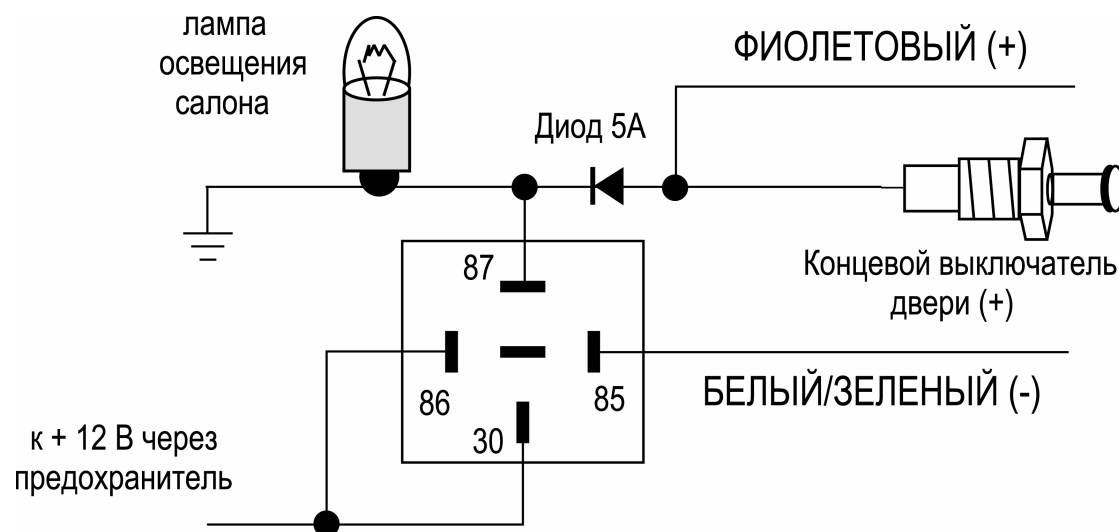 лампа
освещения
салона
ФИОЛЕТОВЫЙ (+)
Диод 5А
Концевой выключатель
двери (+)
87
86
85
30
БЕЛЫЙ/ЗЕЛЕНЫЙ (-)
к + 12 В через
предохранитель